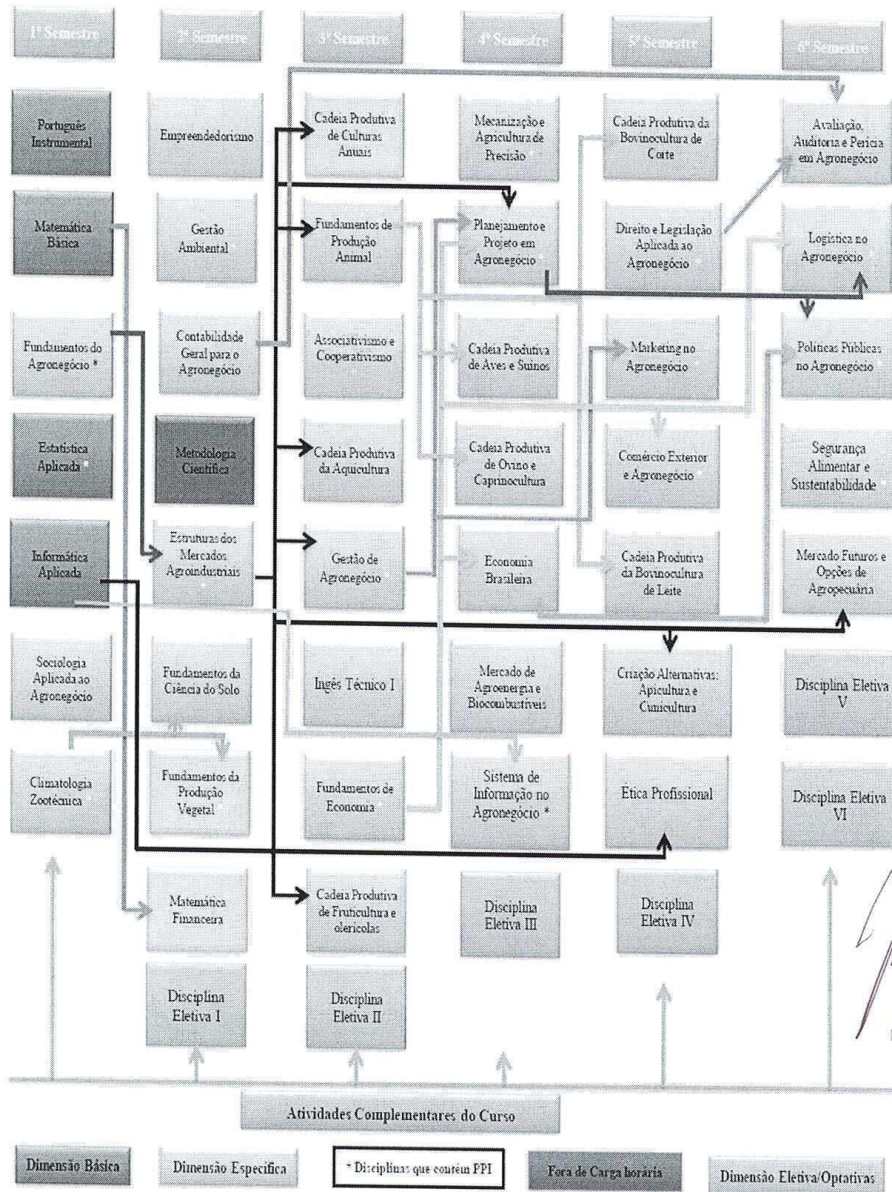 1º Semestre
2º Semestre
3º Semestre
4º Semestre
5º Semestre
6º Semestre
Português
Instrumental
Empreendedorismo
Cadeia Produtiva
de Culturas
Anuais
Mecanização e
Agricultura de
Precisão
Cadeia Produtiva da
Bovinocultura de
Corte
Avaliação,
Auditoria e Perícia
em Agronegócio
Matemática
Básica
Gestão
Ambiental
Fundamentos de
Produção
Animal
Planejamento e
Projeto em
Agronegócio *
Direito e Legislação
Aplicada ao
Agronegócio *
Logística no
Agronegócio *
Fundamentos do
Agronegócio *
Contabilidade
Geral para o
Agronegócio
Associativismo e
Cooperativismo
Cadeia Produtiva
de Aves e Suínos
Marketing no
Agronegócio
Políticas Públicas
no Agronegócio
Estatística
Aplicada *
Metodologia
Científica
Cadeia Produtiva
da Aquicultura
Cadeia Produtiva
de Ovino e
Caprinocultura
Comércio Exterior
e Agronegócio *
Segurança
Alimentar e
Sustentabilidade *
Informática
Aplicada
Estruturas dos
Mercados
Agroindustriais *
Gestão de
Agronegócio *
Economia
Brasileira
Cadeia Produtiva
da Bovinocultura
de Leite
Mercado Futuros e
Opções de
Agropecuária
Sociologia
Aplicada ao
Agronegócio
Fundamentos da
Ciência do Solo
Ingês Técnico I
Mercado de
Agroenergia e
Biocombustíveis
Criação Alternativas:
Apicultura e
Cunicultura
Disciplina Eletiva
V
Climatologia
Zootécnica *
Fundamentos da
Produção
Vegetal *
Fundamentos de
Economia *
Sistema de
Informação no
Agronegócio *
Ética Profissional
Disciplina Eletiva
VI
Matemática
Financeira
Cadeia Produtiva
de Fruticultura e
olerícolas
Disciplina
Eletiva III
Disciplina
Eletiva IV
Disciplina
Eletiva I
Disciplina
Eletiva II
Atividades Complementares do Curso
Dimensão Básica
Dimensão Específica
* Disciplinas que contém PPI
Fora de Carga horária
Dimensão Eletiva/Optativas